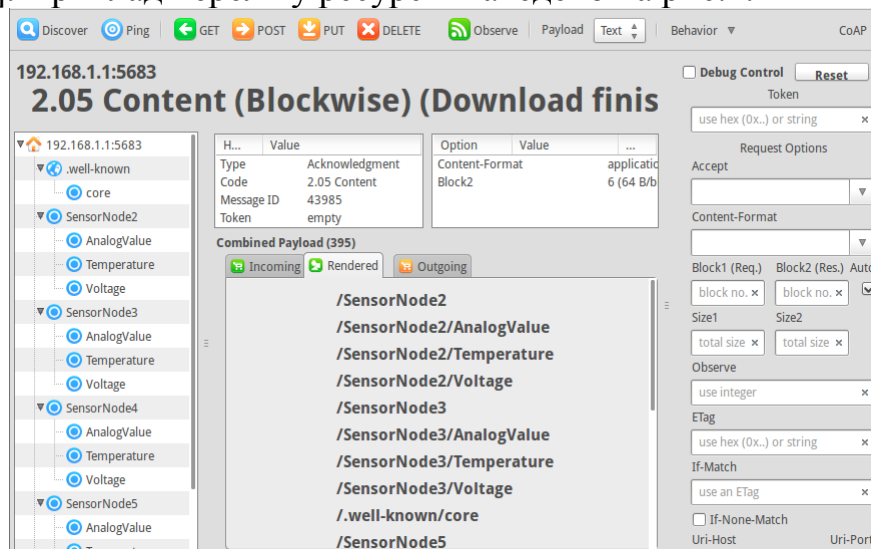 Discover Ping GET POST PUT DELETE Observe Payload Text Behavior CoAP
192.168.1.1:5683
2.05 Content (Blockwise) (Download finis
192.168.1.1:5683
.well-known
core
SensorNode2
AnalogValue
Temperature
Voltage
SensorNode3
AnalogValue
Temperature
Voltage
SensorNode4
AnalogValue
Temperature
Voltage
SensorNode5
AnalogValue
H... Value
Type Acknowledgment
Code 2.05 Content
Message ID 43985
Token empty
Option Value ...
Content-Format applicatic
Block2 6 (64 B/b
Combined Payload (395)
Incoming Rendered Outgoing
/SensorNode2
/SensorNode2/AnalogValue
/SensorNode2/Temperature
/SensorNode2/Voltage
/SensorNode3
/SensorNode3/AnalogValue
/SensorNode3/Temperature
/SensorNode3/Voltage
/.well-known/core
/SensorNode5
Debug Control Reset
Token
use hex (0x..) or string
Request Options
Accept
Content-Format
Block1 (Req.) Block2 (Res.) Auto
block no. block no.
Size1 Size2
total size total size
Observe
use integer
ETag
use hex (0x..) or string
If-Match
use an ETag
If-None-Match
Uri-Host Uri-Port